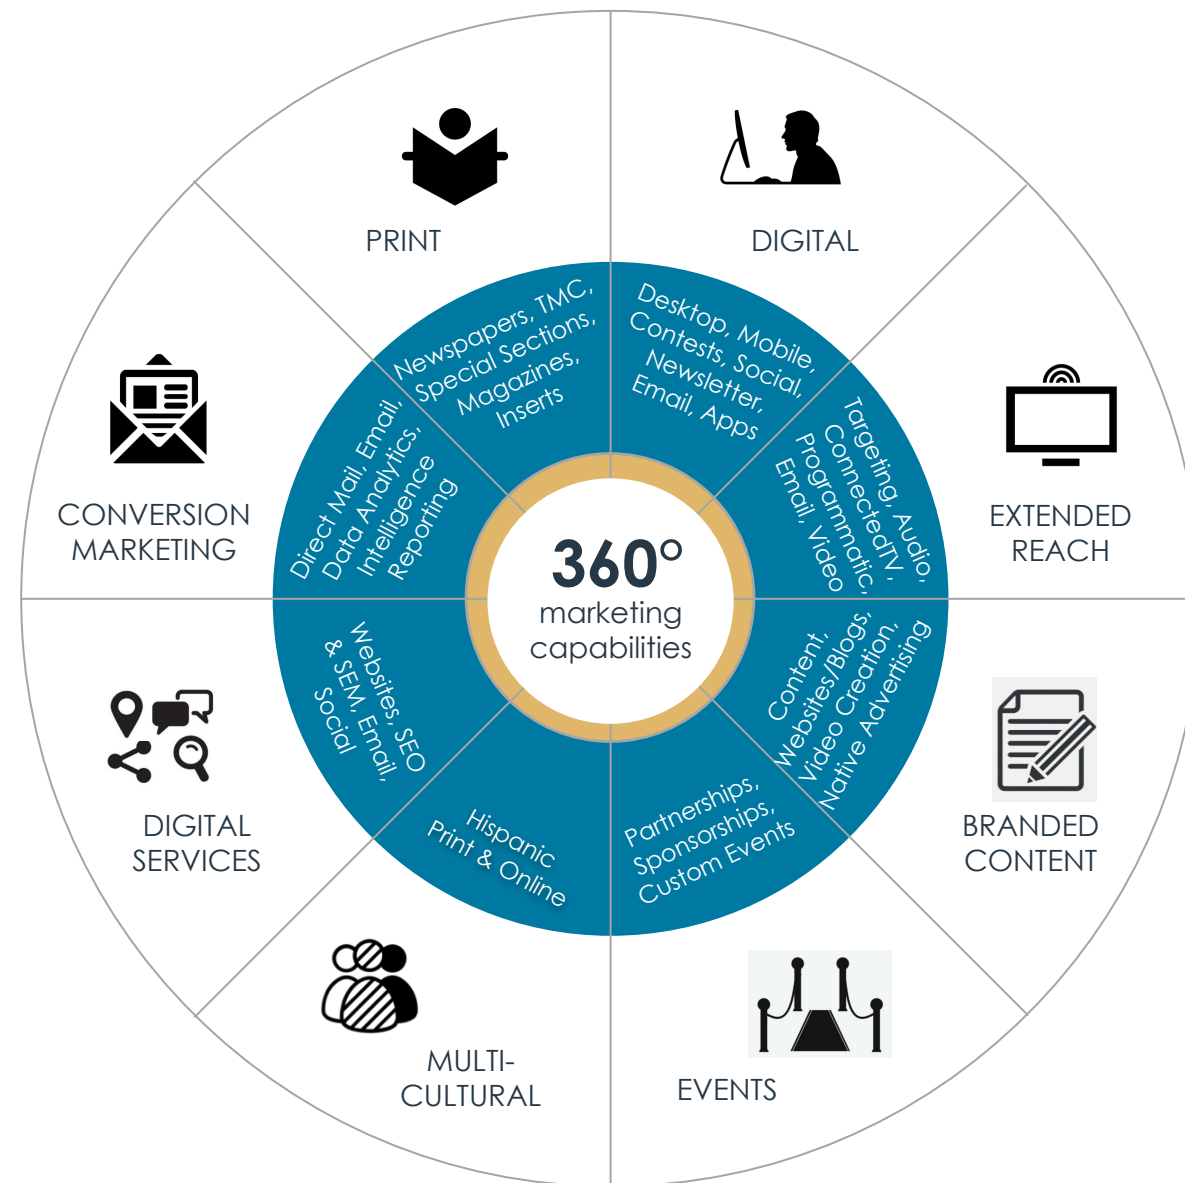 PRINT
DIGITAL
Newspapers, TMC,
Special Sections,
Magazines,
Inserts
Desktop, Mobile,
Contests, Social,
Newsletter,
Email, Apps
CONVERSION
MARKETING
Direct Mail, Email,
Data Analytics,
Intelligence
Reporting
Targeting, Audio,
ConnectedTV,
Programmatic,
Email, Video
EXTENDED
REACH
360°
marketing
capabilities
DIGITAL
SERVICES
Websites, SEO
& SEM, Email,
Social
Content,
Websites/Blogs,
Video Creation,
Native Advertising
BRANDED
CONTENT
Hispanic
Print & Online
Partnerships,
Sponsorships,
Custom Events
MULTI-
CULTURAL
EVENTS